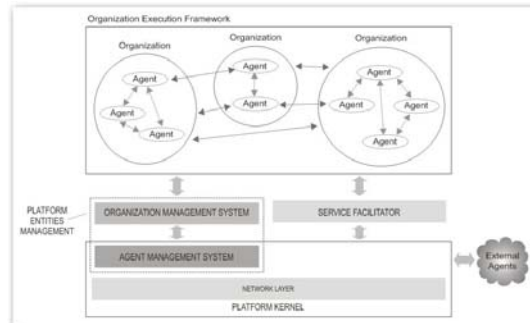 Organization Execution Framework
Organization
Organization
Organization
Agent
Agent
Agent
Agent
Agent
Agent
Agent
Agent
Agent
PLATFORM
ENTITIES
MANAGEMENT
ORGANIZATION MANAGEMENT SYSTEM
SERVICE FACILITATOR
AGENT MANAGEMENT SYSTEM
External
Agents
NETWORK LAYER
PLATFORM KERNEL